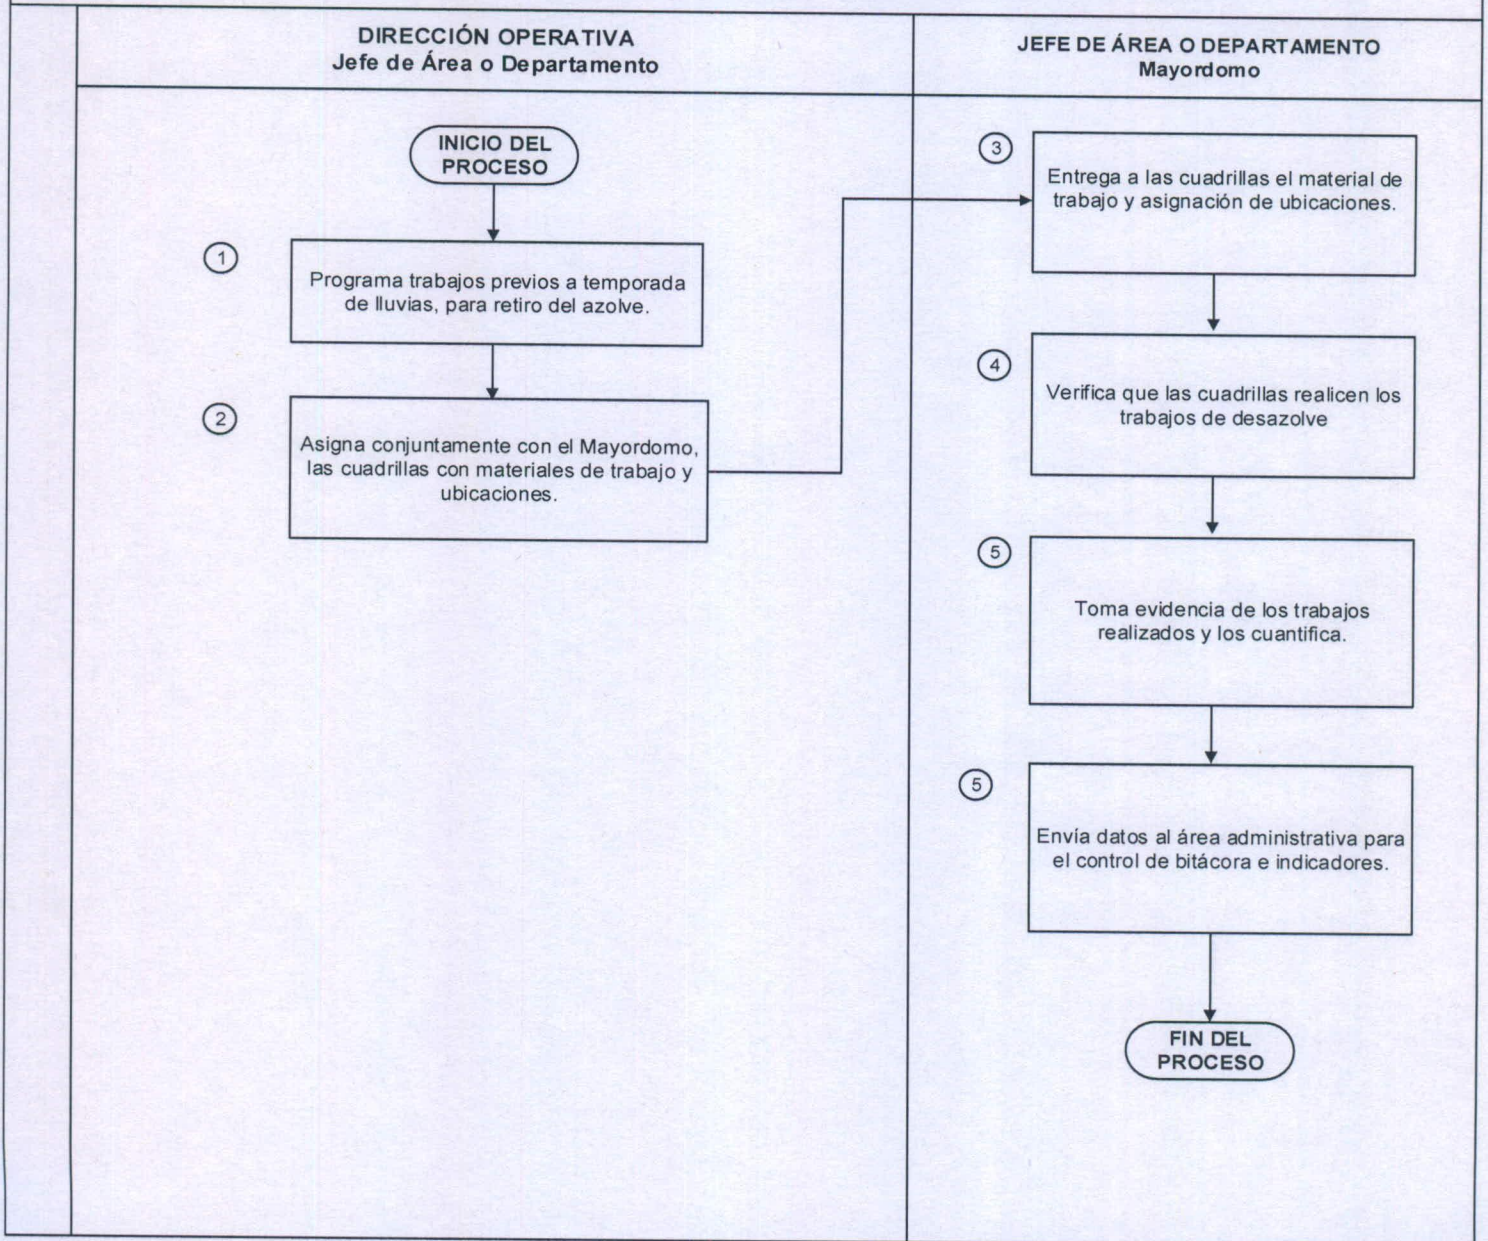 DIRECCIÓN OPERATIVA
Jefe de Área o Departamento
JEFE DE ÁREA O DEPARTAMENTO
Mayordomo
INICIO DEL
PROCESO
1
Programa trabajos previos a temporada
de lluvias, para retiro del azolve.
2
Asigna conjuntamente con el Mayordomo,
las cuadrillas con materiales de trabajo y
ubicaciones.
3
Entrega a las cuadrillas el material de
trabajo y asignación de ubicaciones.
4
Verifica que las cuadrillas realicen los
trabajos de desazolve
5
Toma evidencia de los trabajos
realizados y los cuantifica.
5
Envía datos al área administrativa para
el control de bitácora e indicadores.
FIN DEL
PROCESO